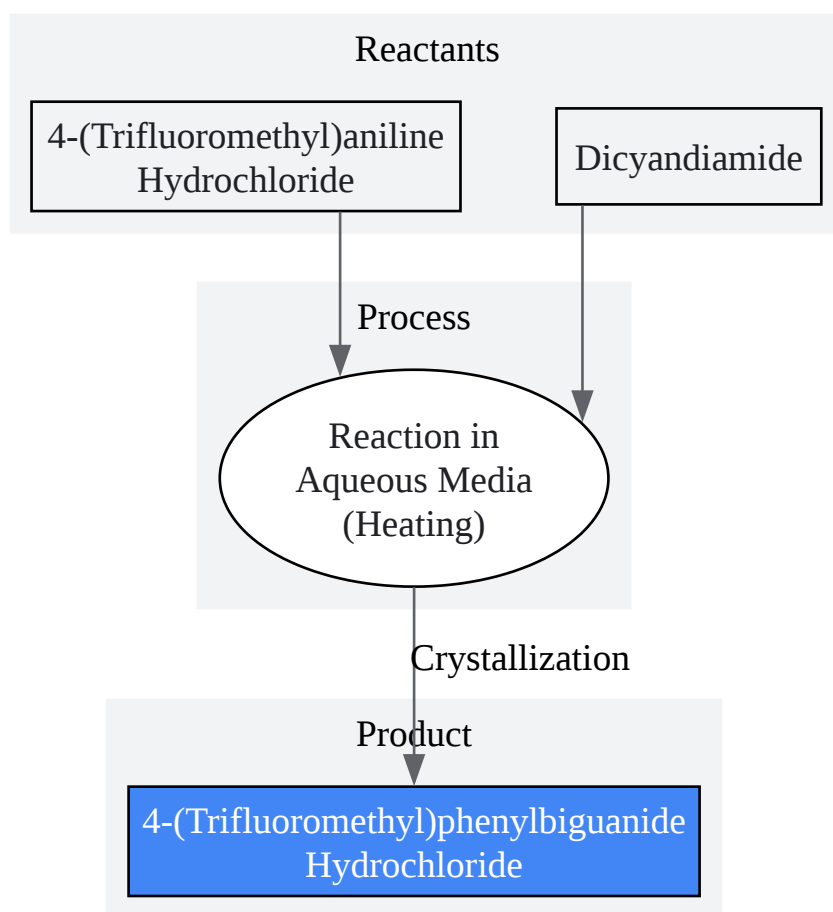 Reactants
4-(Trifluoromethyl)aniline
Hydrochloride
Dicyandiamide
Process
Reaction in
Aqueous Media
(Heating)
Crystallization
Product
4-(Trifluoromethyl)phenylbiguanide
Hydrochloride